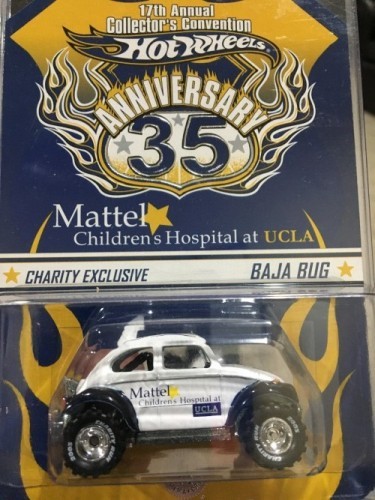 17th Annual
Collector's Convention
Hot Wheels
ANNIVERSARY
35
Mattel
Children's Hospital at UCLA
CHARITY EXCLUSIVE
BAJA BUG
Mattel
Children's Hospital at
UCLA